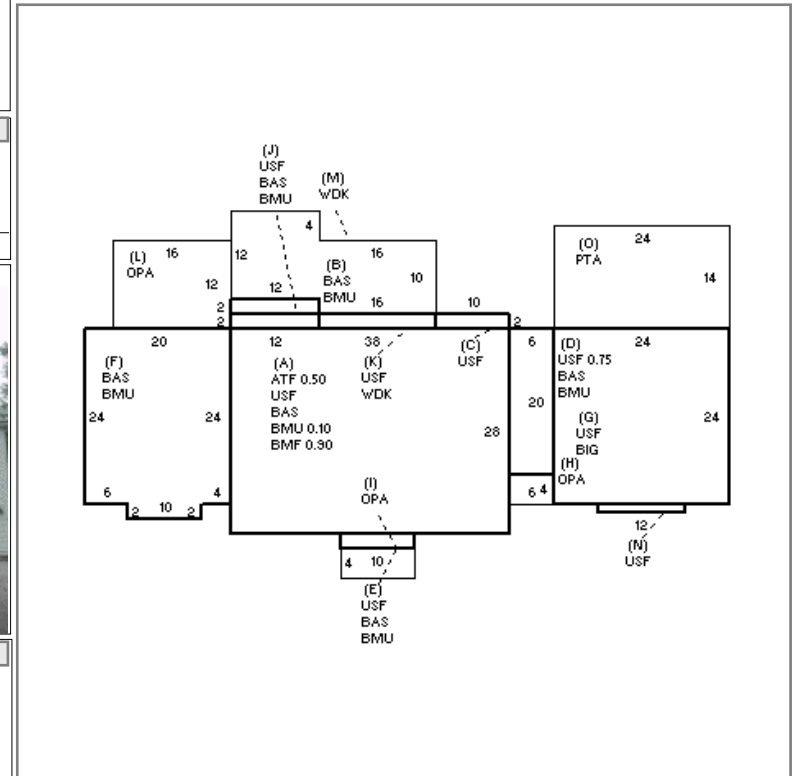 (J)
USF
BAS
BMU
(M)
WDK
4
(L)
OPA
16
12
12
16
(B)
BAS
BMU
10
(O)
PTA
24
14
12
16
10
2
2
2
20
12
38
6
24
(F)
BAS
BMU
(A)
ATF 0.50
USF
BAS
BMU 0.10
BMF 0.90
(K)
USF
WDK
(C)
USF
(D)
USF 0.75
BAS
BMU
24
24
28
20
24
(G)
USF
BIG
(H)
OPA
6
4
2
10
2
(I)
OPA
6
4
12
(N)
USF
4
10
(E)
USF
BAS
BMU